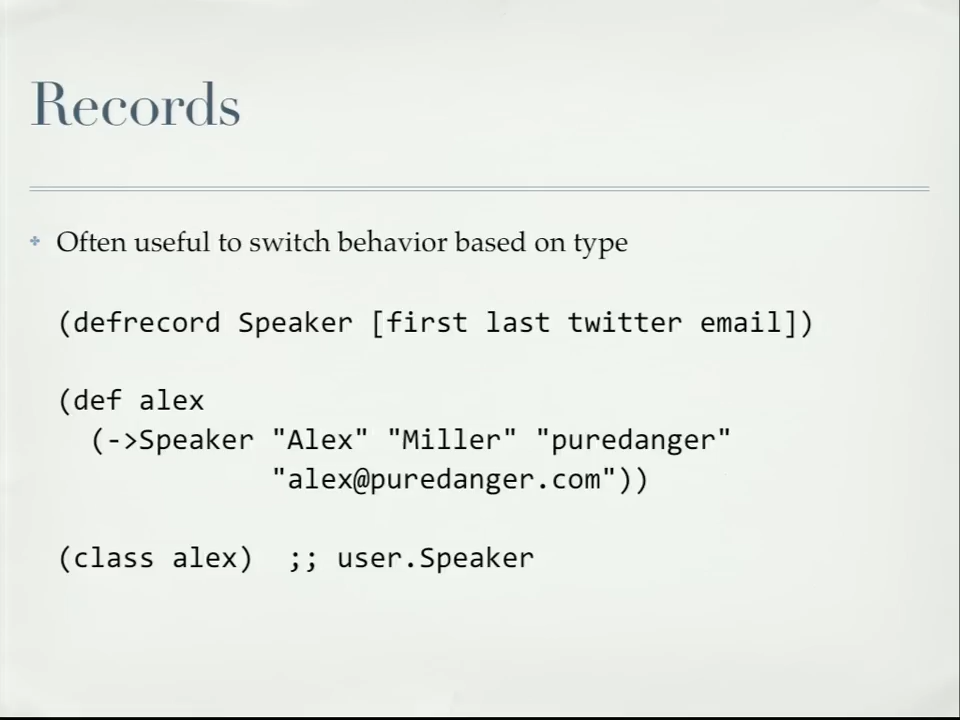 Records
Often useful to switch behavior based on type
(defrecord Speaker [first last twitter email])
(def alex
(->Speaker "Alex" "Miller" "puredanger"
"alex@puredanger.com"))
(class alex)  ;; user.Speaker